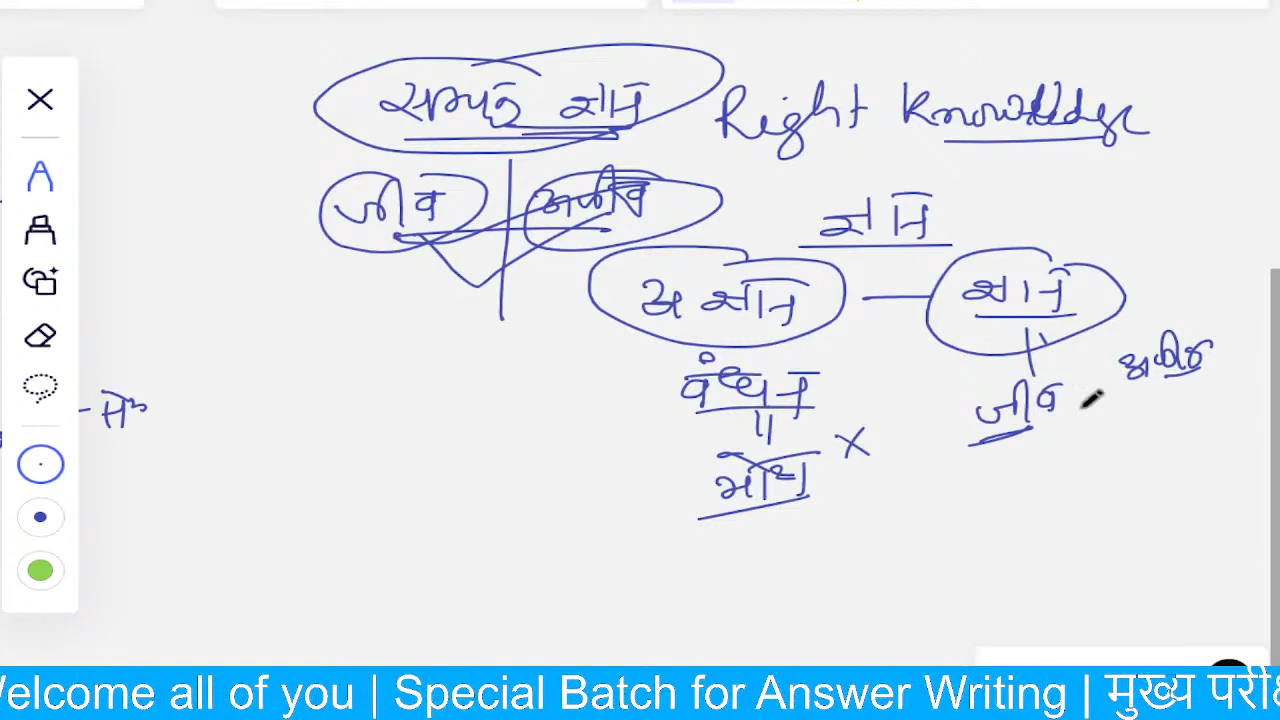 सम्यक् ज्ञान Right Knowledge
जीव | अजीव
ज्ञान
अ ज्ञान — ज्ञान
बंधन
जीव अजीव
मोक्ष X
Welcome all of you | Special Batch for Answer Writing | मुख्य परीक्ष